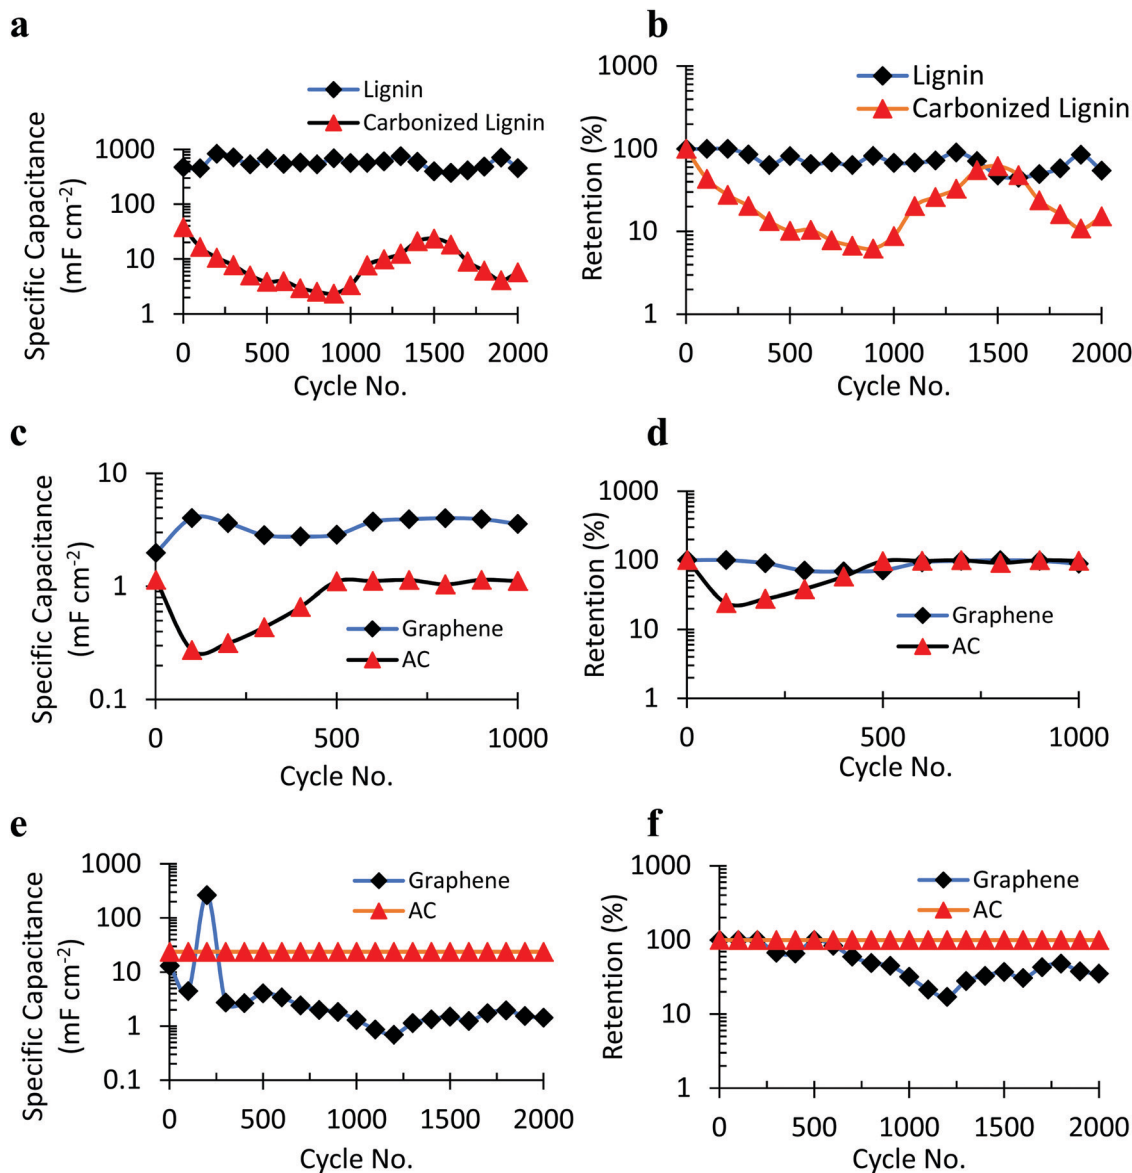 a
Lignin
Carbonized Lignin
Specific Capacitance
(mF cm⁻²)
1000
100
10
1
0 500 1000 1500 2000
Cycle No.
b
Lignin
Carbonized Lignin
Retention (%)
1000
100
10
1
0 500 1000 1500 2000
Cycle No.
c
Specific Capacitance
(mF cm⁻²)
10
1
0.1
Graphene
AC
0 500 1000
Cycle No.
d
Retention (%)
1000
100
10
1
Graphene
AC
0 500 1000
Cycle No.
e
Specific Capacitance
(mF cm⁻²)
1000
100
10
1
0.1
Graphene
AC
0 500 1000 1500 2000
Cycle No.
f
Retention (%)
1000
100
10
1
Graphene
AC
0 500 1000 1500 2000
Cycle No.